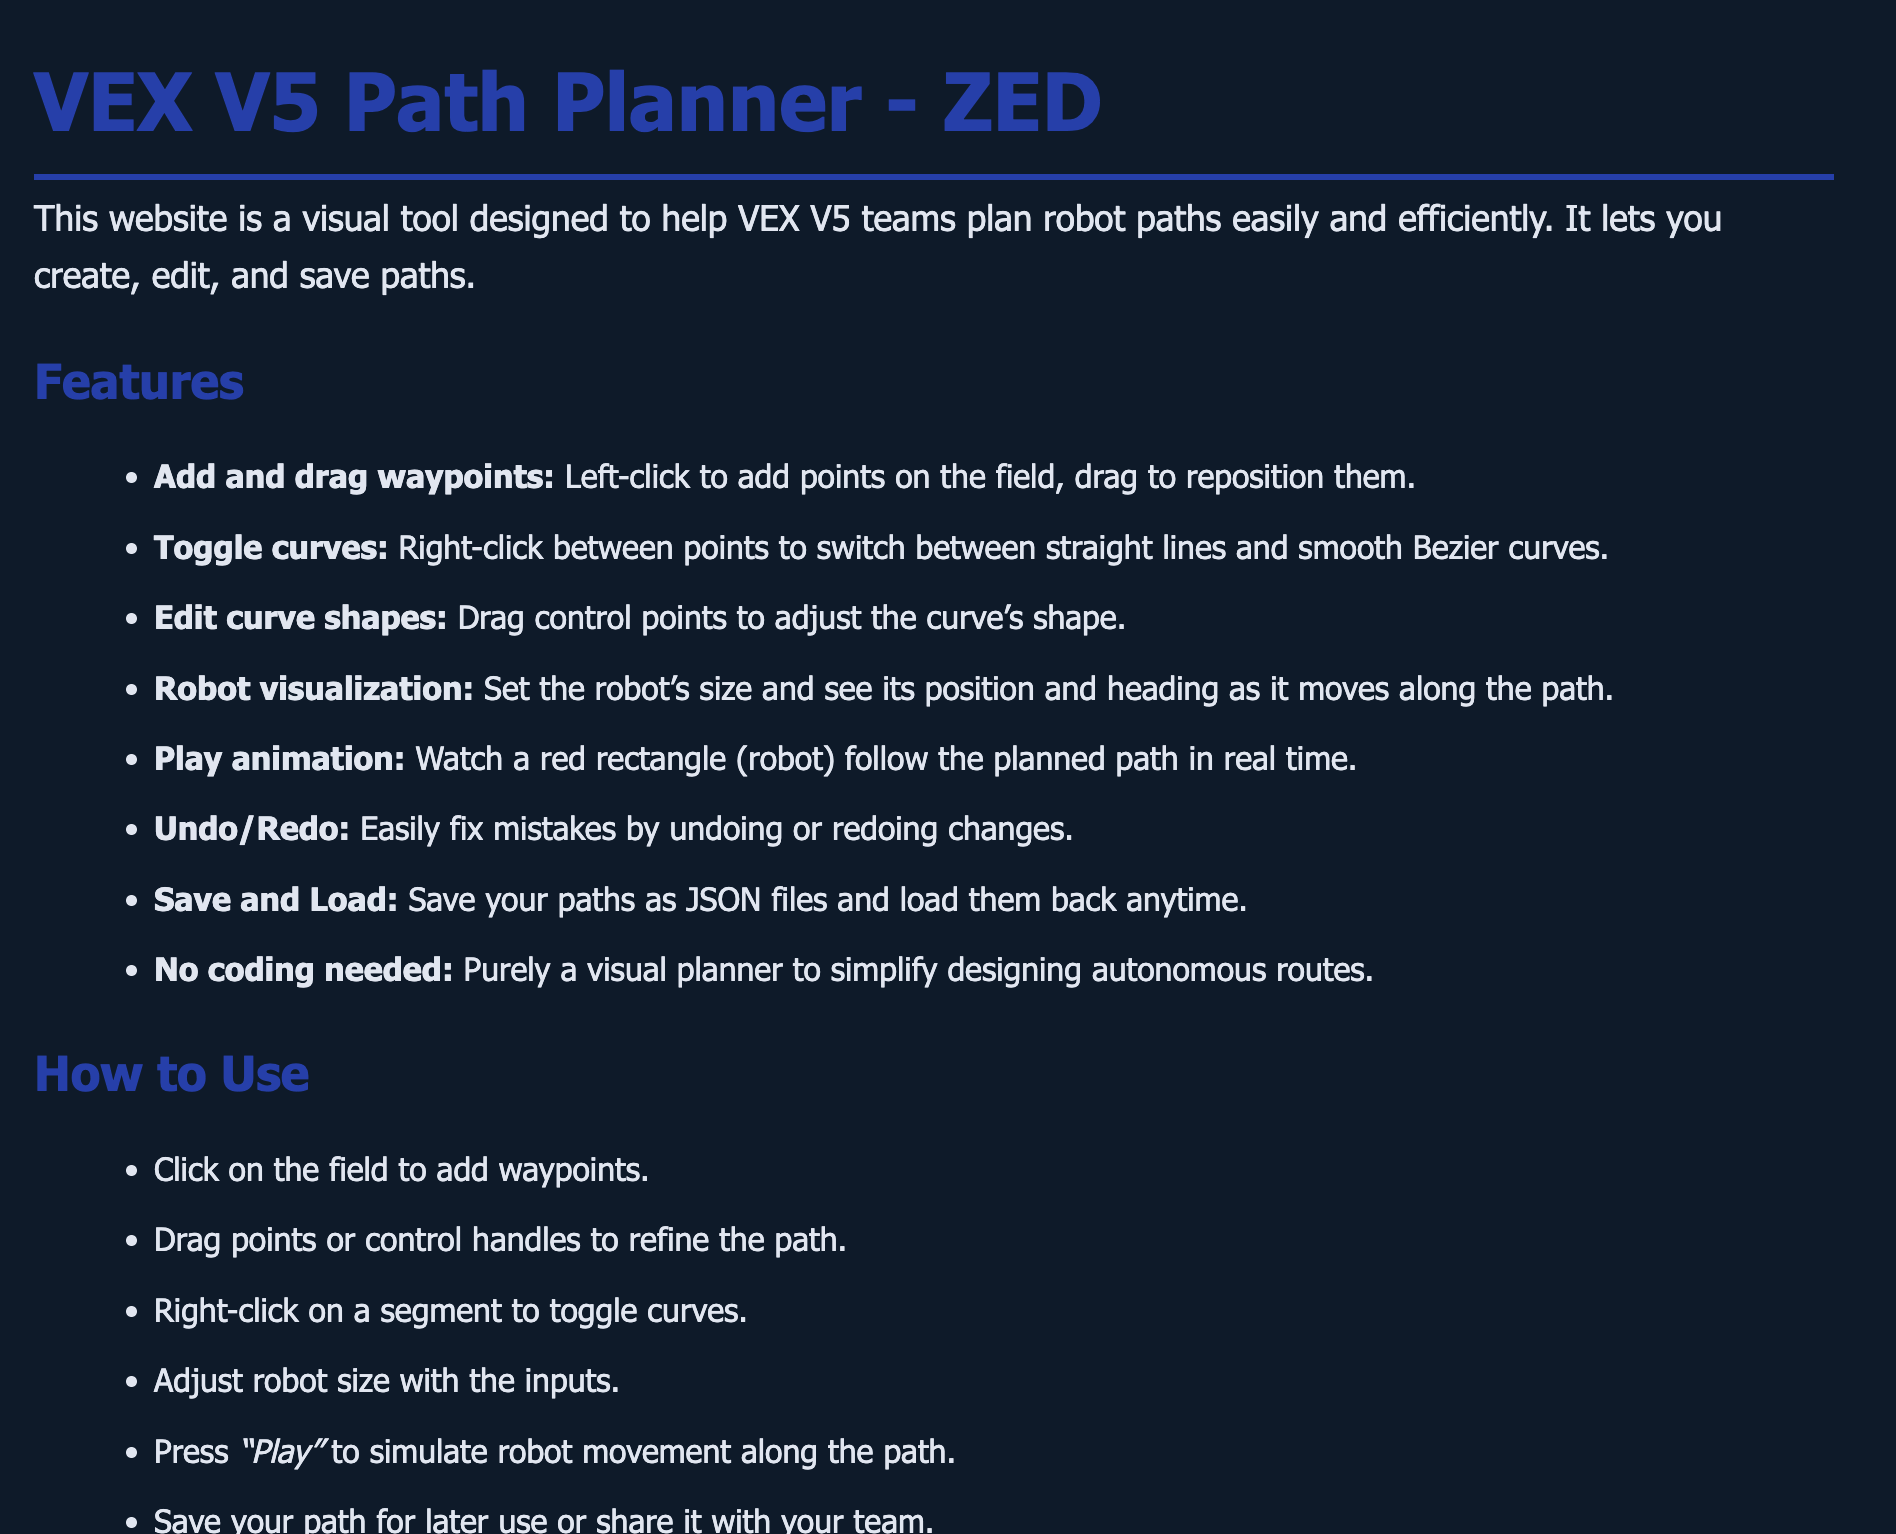 VEX V5 Path Planner - ZED
This website is a visual tool designed to help VEX V5 teams plan robot paths easily and efficiently. It lets you
create, edit, and save paths.
Features
• Add and drag waypoints: Left-click to add points on the field, drag to reposition them.
• Toggle curves: Right-click between points to switch between straight lines and smooth Bezier curves.
• Edit curve shapes: Drag control points to adjust the curve’s shape.
• Robot visualization: Set the robot’s size and see its position and heading as it moves along the path.
• Play animation: Watch a red rectangle (robot) follow the planned path in real time.
• Undo/Redo: Easily fix mistakes by undoing or redoing changes.
• Save and Load: Save your paths as JSON files and load them back anytime.
• No coding needed: Purely a visual planner to simplify designing autonomous routes.
How to Use
• Click on the field to add waypoints.
• Drag points or control handles to refine the path.
• Right-click on a segment to toggle curves.
• Adjust robot size with the inputs.
• Press “Play” to simulate robot movement along the path.
• Save your path for later use or share it with your team.